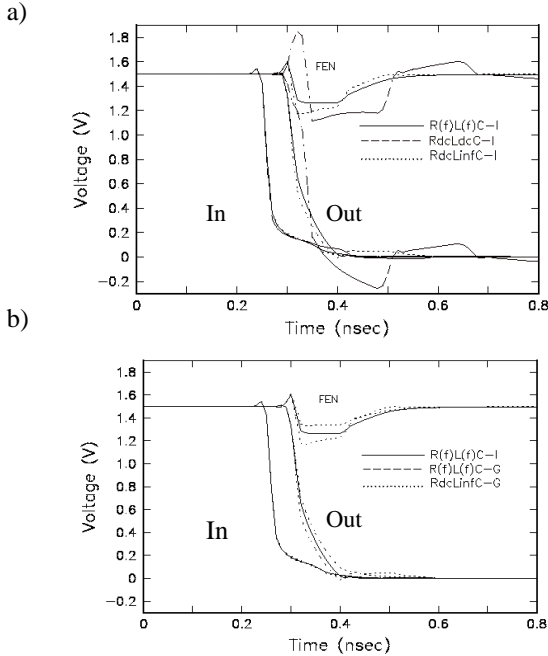 a)
1.8
1.6
1.4
1.2
1.0
0.8
0.6
0.4
0.2
0
−0.2
Voltage (V)
FEN
R(f)L(f)C−I
RdcLdcC−I
RdcLinfC−I
In
Out
0
0.2
0.4
0.6
0.8
Time (nsec)
b)
1.8
1.6
1.4
1.2
1.0
0.8
0.6
0.4
0.2
0
−0.2
Voltage (V)
FEN
R(f)L(f)C−I
R(f)L(f)C−G
RdcLinfC−G
In
Out
0
0.2
0.4
0.6
0.8
Time (nsec)